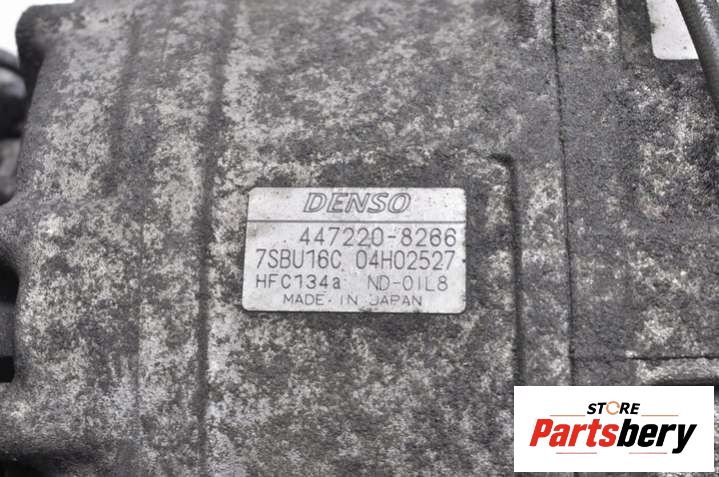 DENSO
447220-8266
7SBU16C 04H02527
HFC134a ND-OIL8
MADE IN JAPAN
STORE
Partsbery